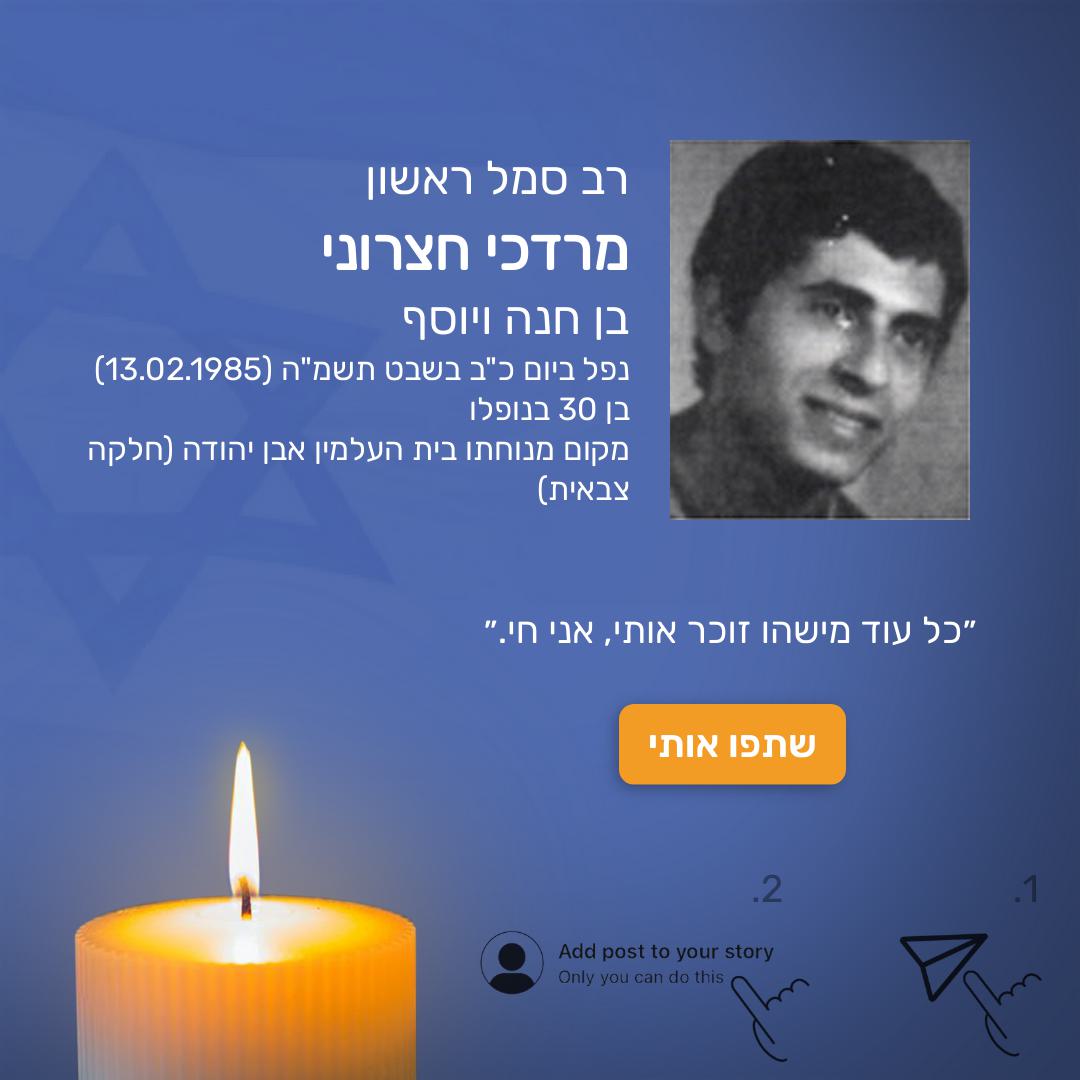 רב סמל ראשון
מרדכי חצרוני
בן חנה ויוסף
נפל ביום כ"ב בשבט תשמ"ה (13.02.1985)
בן 30 בנופלו
מקום מנוחתו בית העלמין אבן יהודה (חלקה
צבאית)
״כל עוד מישהו זוכר אותי, אני חי.״
שתפו אותי
.1
.2
Add post to your story
Only you can do this